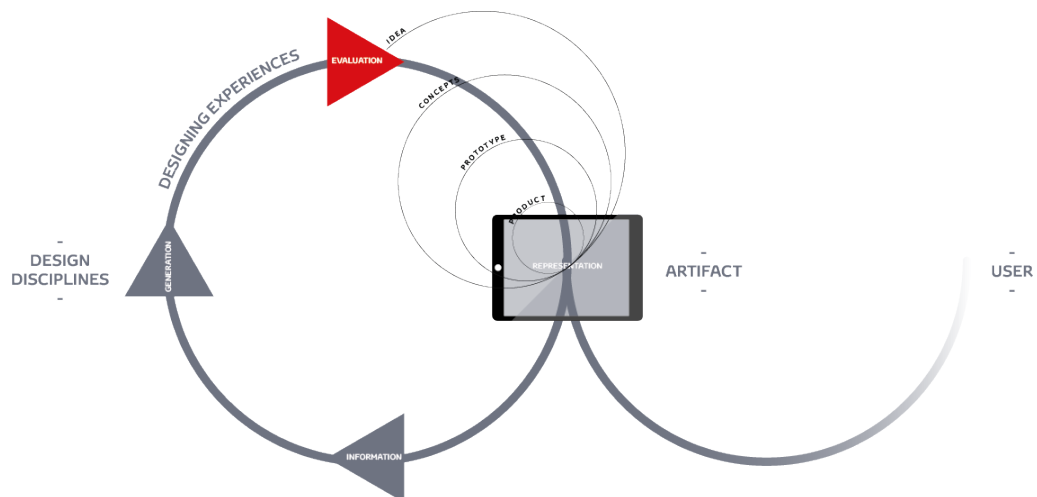 IDEA
DESIGNING EXPERIENCES
EVALUATION
CONCEPTS
PROTOTYPE
PRODUCT
GENERATION
REPRESENTATION
DESIGN
DISCIPLINES
ARTIFACT
USER
INFORMATION